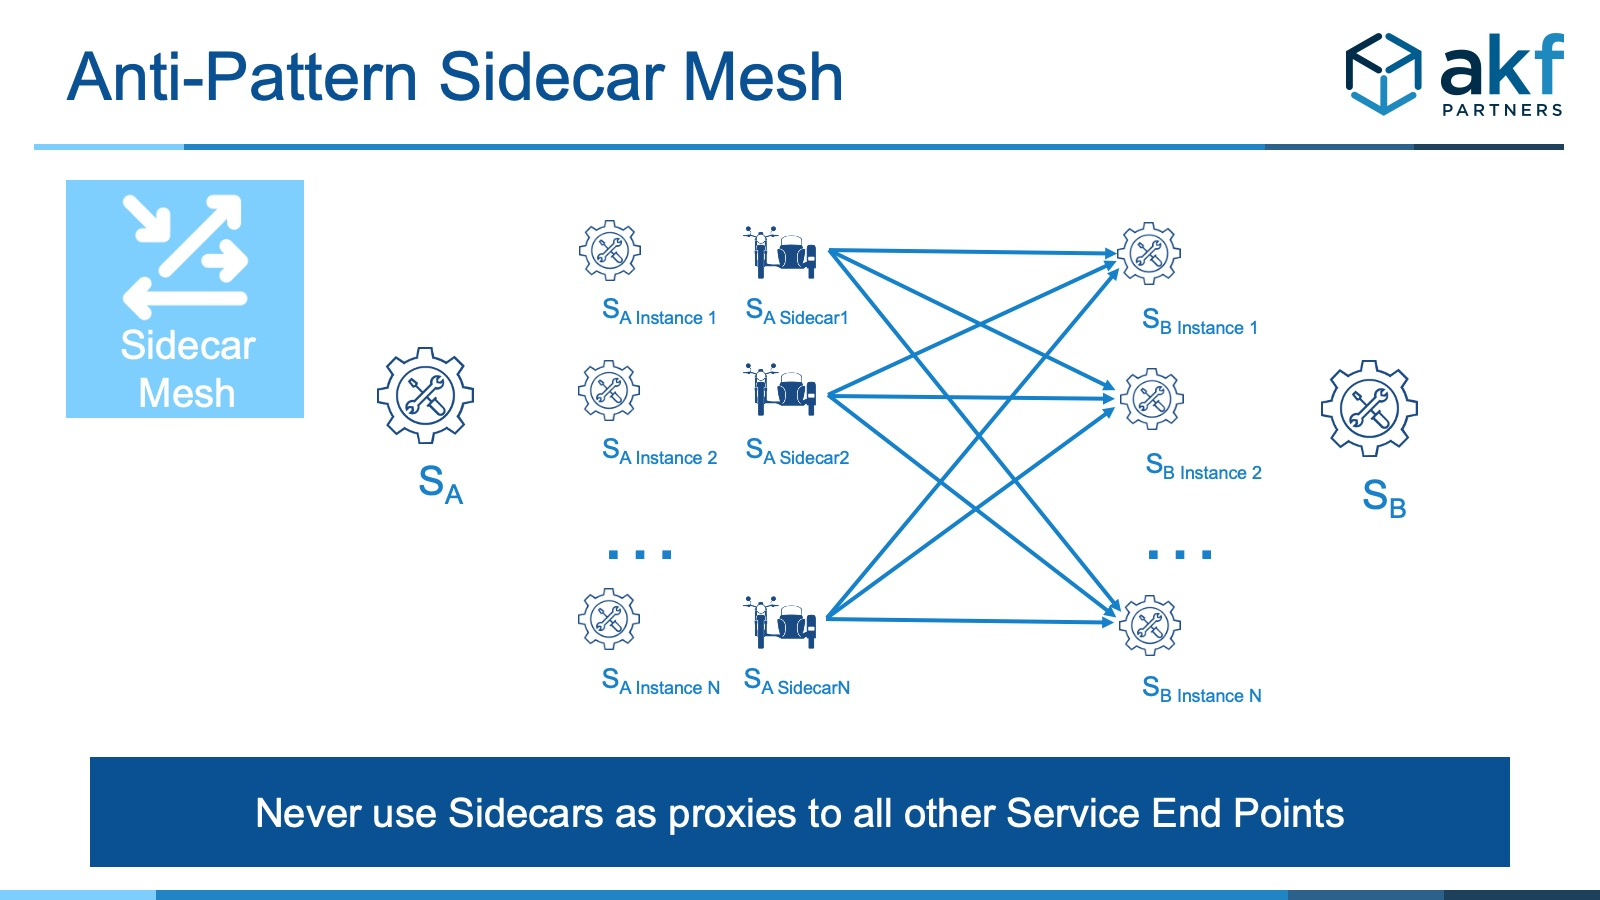 Anti-Pattern Sidecar Mesh
akf
PARTNERS
Sidecar
Mesh
SA Instance 1
SA Sidecar1
SB Instance 1
SA Instance 2
SA Sidecar2
SB Instance 2
SA
SB
...
...
SA Instance N
SA SidecarN
SB Instance N
Never use Sidecars as proxies to all other Service End Points